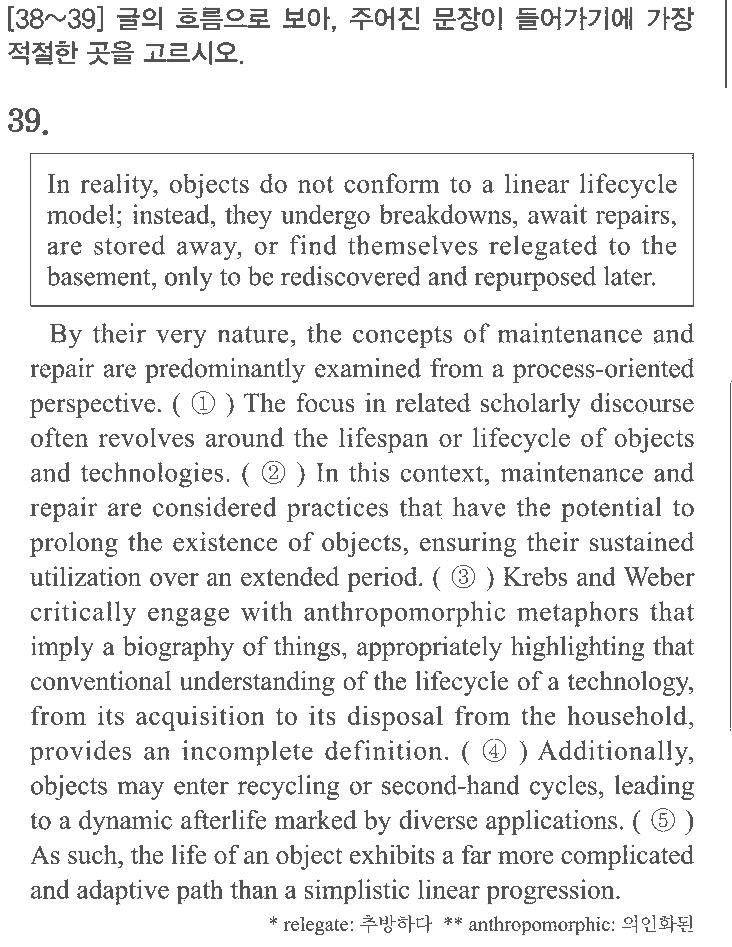 [38~39] 글의 흐름으로 보아, 주어진 문장이 들어가기에 가장
적절한 곳을 고르시오.
39.
In reality, objects do not conform to a linear lifecycle
model; instead, they undergo breakdowns, await repairs,
are stored away, or find themselves relegated to the
basement, only to be rediscovered and repurposed later.
By their very nature, the concepts of maintenance and
repair are predominantly examined from a process-oriented
perspective. ( ① ) The focus in related scholarly discourse
often revolves around the lifespan or lifecycle of objects
and technologies. ( ② ) In this context, maintenance and
repair are considered practices that have the potential to
prolong the existence of objects, ensuring their sustained
utilization over an extended period. ( ③ ) Krebs and Weber
critically engage with anthropomorphic metaphors that
imply a biography of things, appropriately highlighting that
conventional understanding of the lifecycle of a technology,
from its acquisition to its disposal from the household,
provides an incomplete definition. ( ④ ) Additionally,
objects may enter recycling or second-hand cycles, leading
to a dynamic afterlife marked by diverse applications. ( ⑤ )
As such, the life of an object exhibits a far more complicated
and adaptive path than a simplistic linear progression.
* relegate: 추방하다 ** anthropomorphic: 의인화된